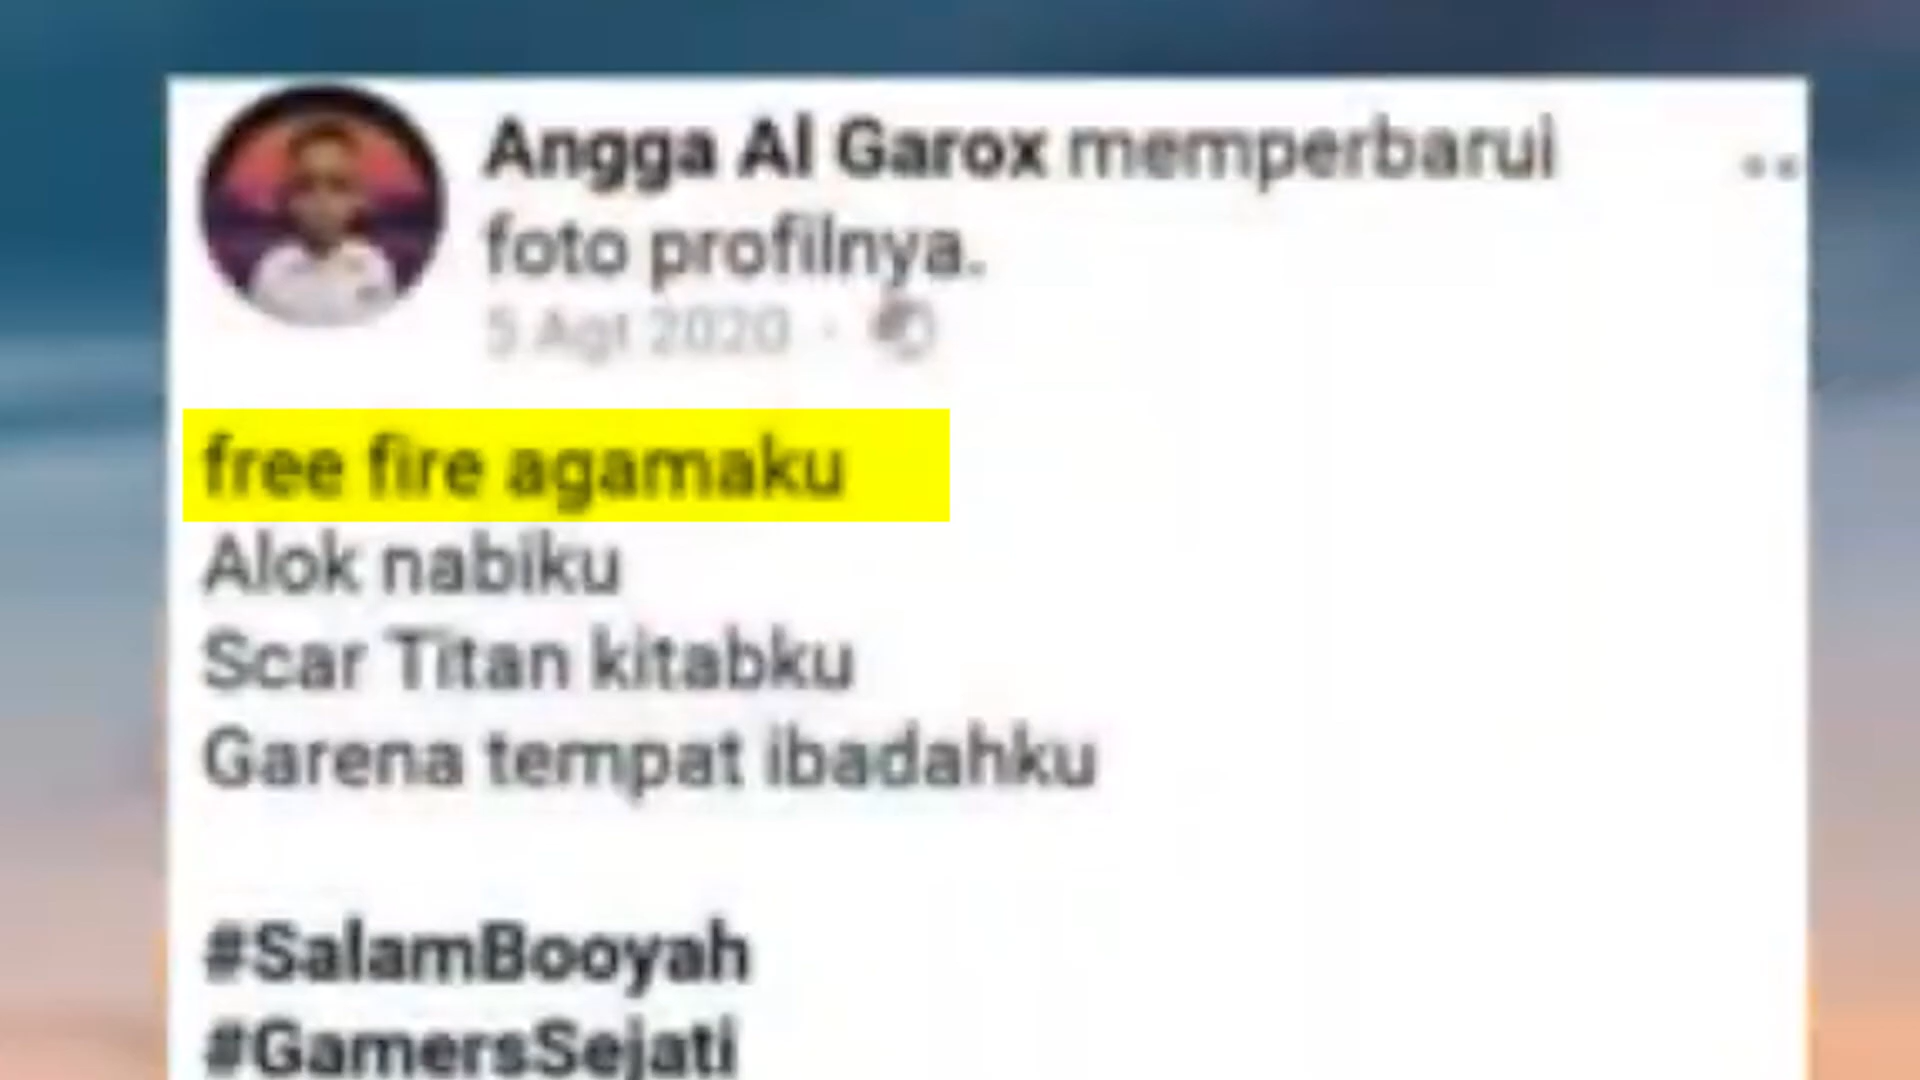 Angga Al Garox memperbarui
foto profilnya.
5 Agt 2020
free fire agamaku
Alok nabiku
Scar Titan kitabku
Garena tempat ibadahku
#SalamBooyah
#GamersSejati